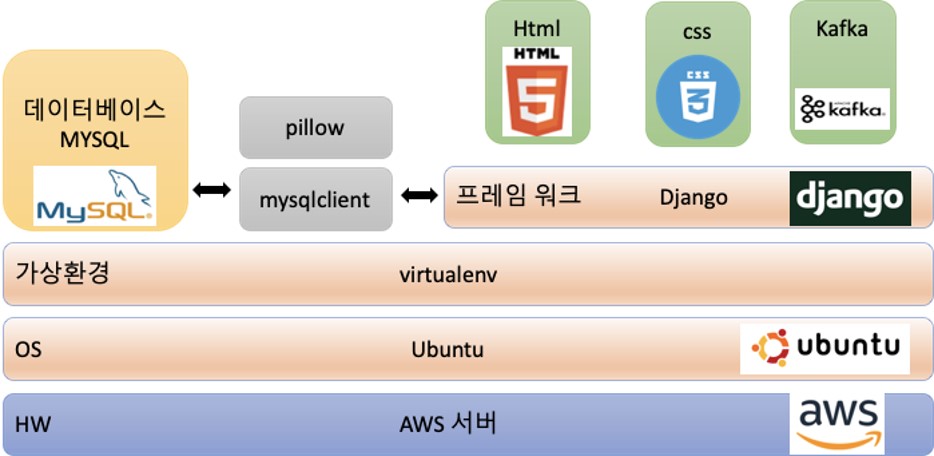 Html
HTML
5
css
CSS
3
Kafka
kafka.
데이터베이스
MYSQL
MySQL®
pillow
mysqlclient
프레임 워크
Django
django
가상환경
virtualenv
OS
Ubuntu
ubuntu
HW
AWS 서버
aws